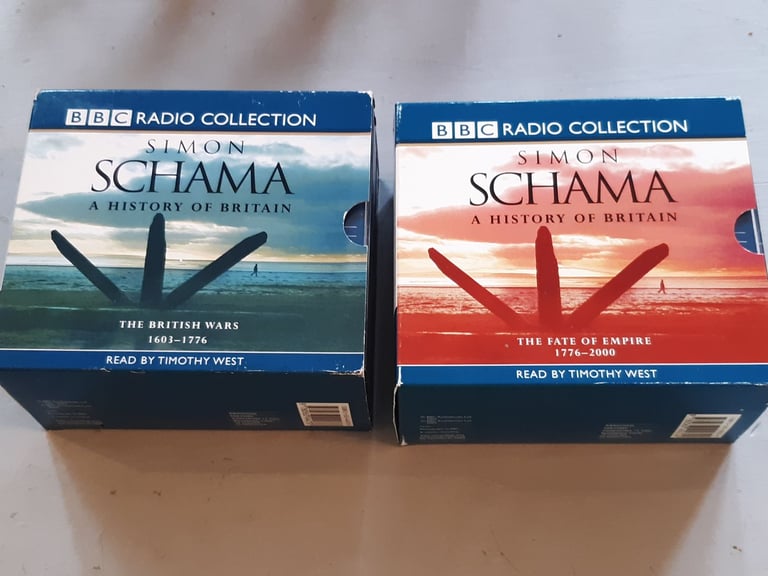 BBC RADIO COLLECTION
SIMON
SCHAMA
A HISTORY OF BRITAIN
THE BRITISH WARS
1603–1776
READ BY TIMOTHY WEST
BBC RADIO COLLECTION
SIMON
SCHAMA
A HISTORY OF BRITAIN
THE FATE OF EMPIRE
1776–2000
READ BY TIMOTHY WEST